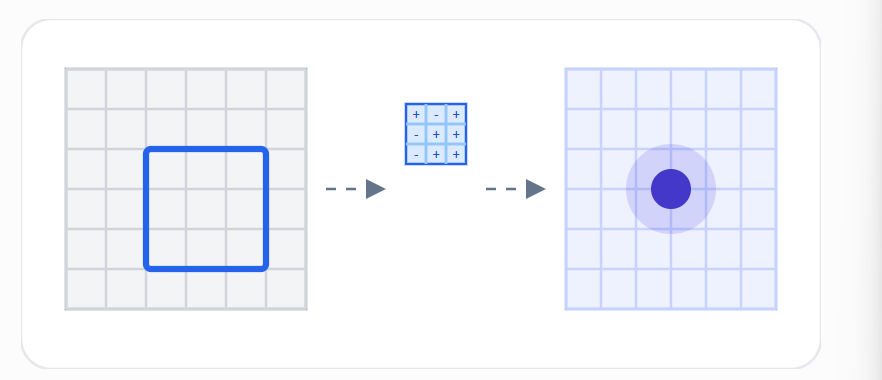 + - +
- + +
- + +